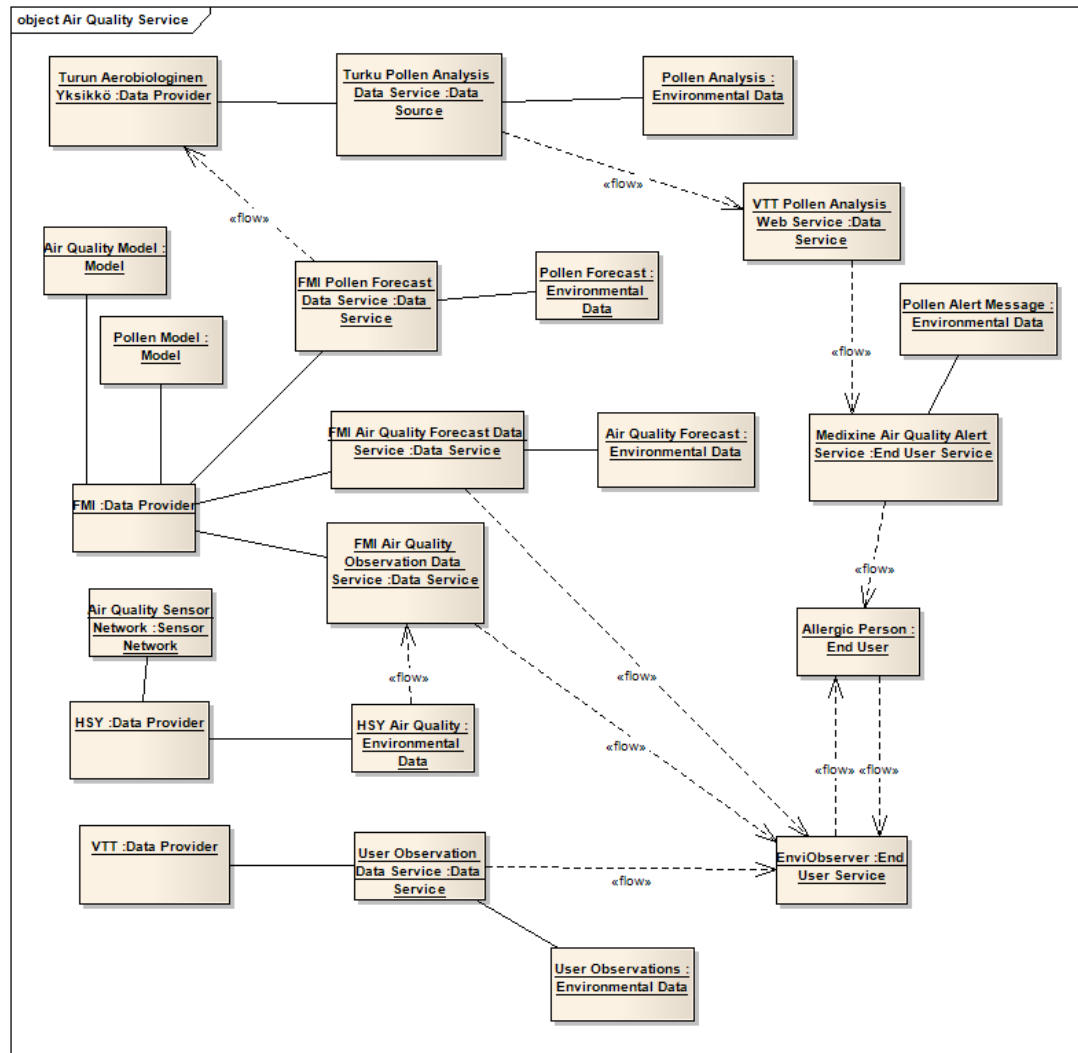 object Air Quality Service
Turun Aerobiologinen
Yksikkö :Data Provider
Turku Pollen Analysis
Data Service :Data
Source
Pollen Analysis :
Environmental Data
«flow»
VTT Pollen Analysis
Web Service :Data
Service
«flow»
Air Quality Model :
Model
FMI Pollen Forecast
Data Service :Data
Service
Pollen Forecast :
Environmental
Data
Pollen Alert Message :
Environmental Data
Pollen Model :
Model
«flow»
FMI Air Quality Forecast Data
Service :Data Service
Air Quality Forecast :
Environmental Data
Medixine Air Quality Alert
Service :End User Service
FMI :Data Provider
FMI Air Quality
Observation Data
Service :Data Service
«flow»
Air Quality Sensor
Network :Sensor
Network
Allergic Person :
End User
«flow»
«flow»
HSY :Data Provider
HSY Air Quality :
Environmental
Data
«flow»
«flow»
«flow»
VTT :Data Provider
User Observation
Data Service :Data
Service
«flow»
EnviObserver :End
User Service
User Observations :
Environmental Data